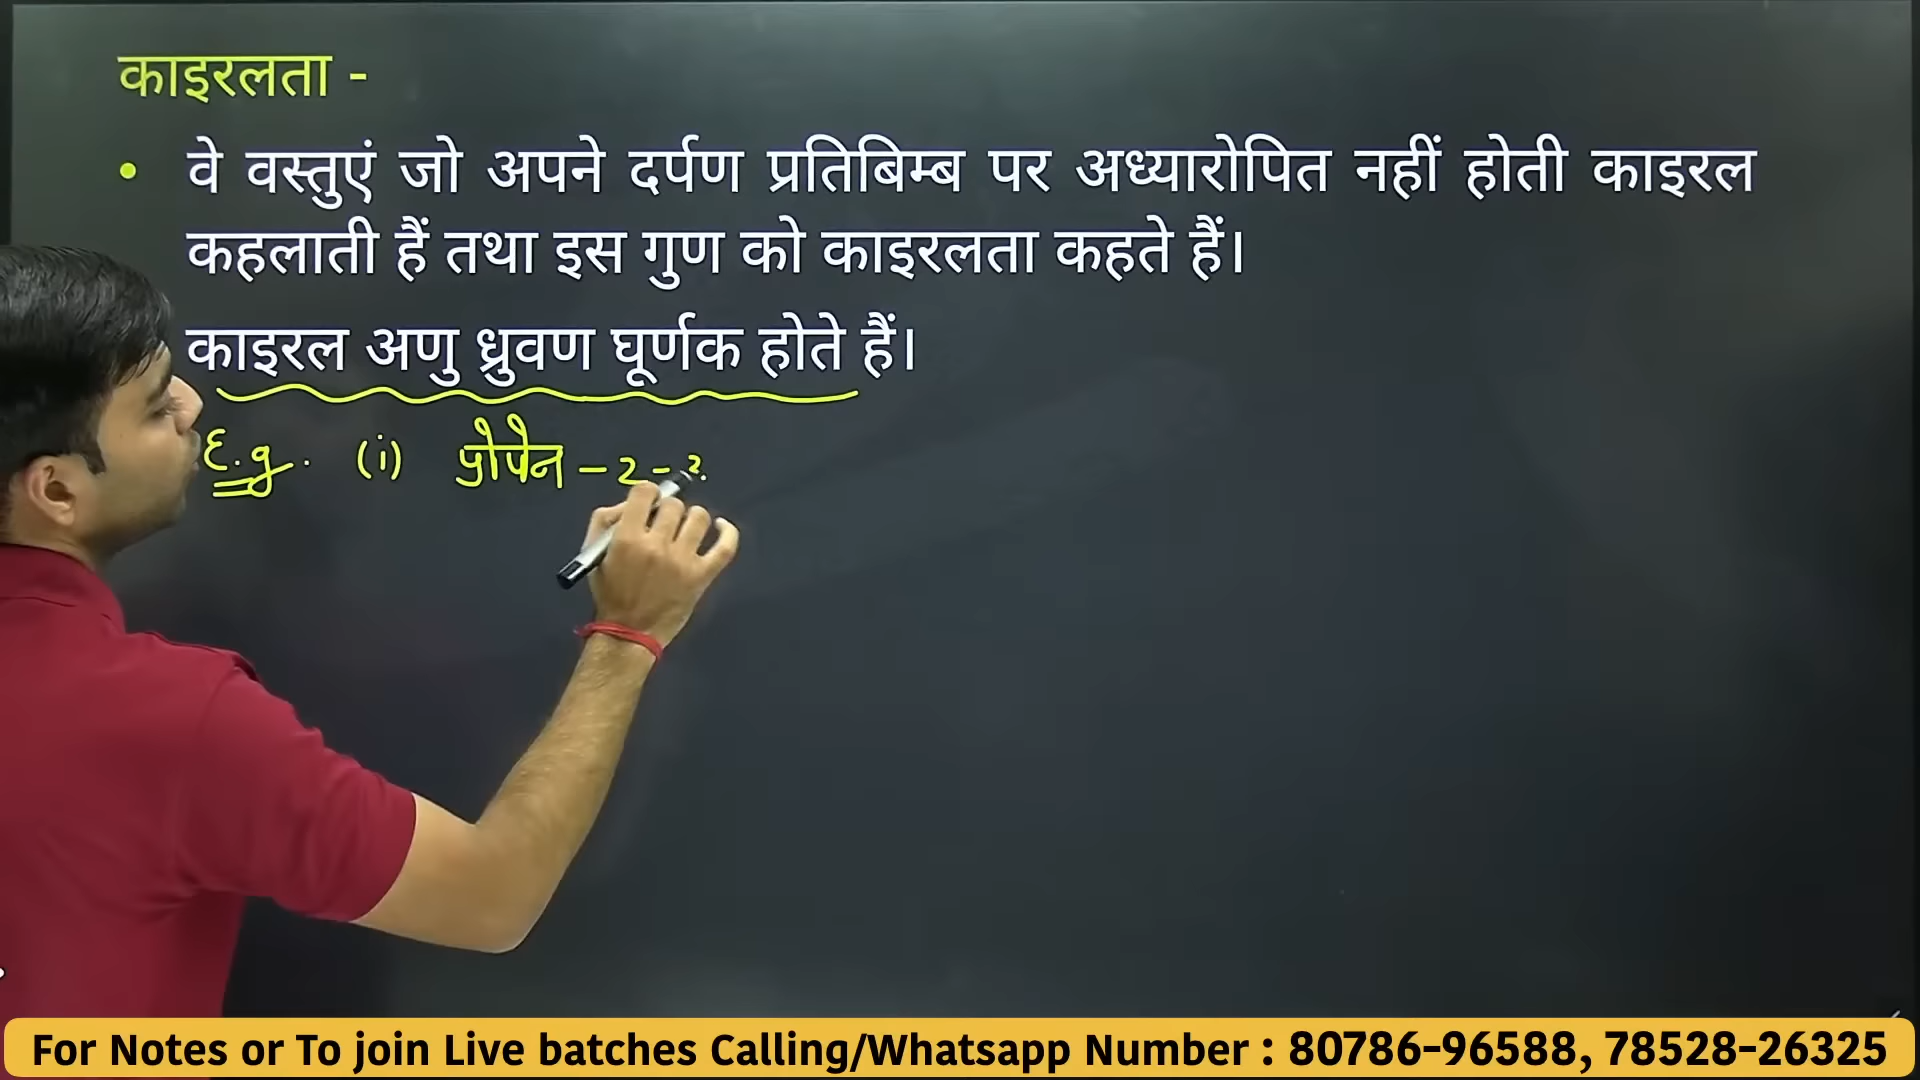 काइरलता -
• वे वस्तुएं जो अपने दर्पण प्रतिबिम्ब पर अध्यारोपित नहीं होती काइरल
कहलाती हैं तथा इस गुण को काइरलता कहते हैं।
काइरल अणु ध्रुवण घूर्णक होते हैं।
E.g. (i) प्रोपेन - 2 -
For Notes or To join Live batches Calling/Whatsapp Number : 80786-96588, 78528-26325